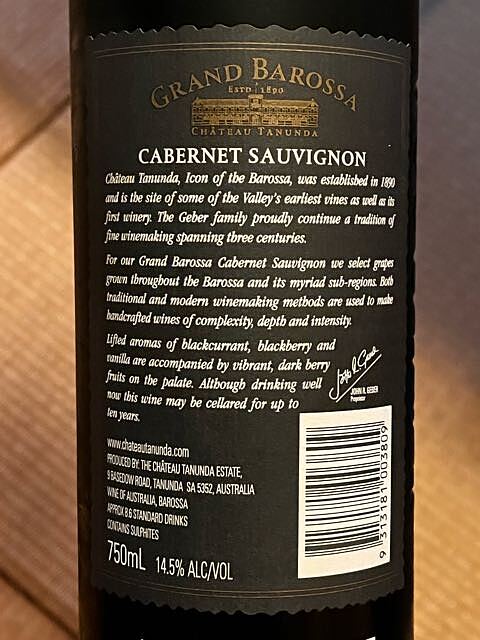 GRAND BAROSSA
ESTD 1890
CHÂTEAU TANUNDA
CABERNET SAUVIGNON
Château Tanunda, Icon of the Barossa, was established in 1890
and is the site of some of the Valley's earliest vines as well as its
first winery. The Geber family proudly continue a tradition of
fine winemaking spanning three centuries.
For our Grand Barossa Cabernet Sauvignon we select grapes
grown throughout the Barossa and its myriad sub-regions. Both
traditional and modern winemaking methods are used to make
handcrafted wines of complexity, depth and intensity.
Lifted aromas of blackcurrant, blackberry and
vanilla are accompanied by vibrant, dark berry
fruits on the palate. Although drinking well
now this wine may be cellared for up to
ten years.
JOHN R. GEBER
Proprietor
www.chateautanunda.com
PRODUCED BY: THE CHÂTEAU TANUNDA ESTATE,
9 BASEDOW ROAD, TANUNDA SA 5352, AUSTRALIA
WINE OF AUSTRALIA, BAROSSA
APPROX 8.6 STANDARD DRINKS
CONTAINS SULPHITES
750mL 14.5% ALC/VOL
9 313181 003809